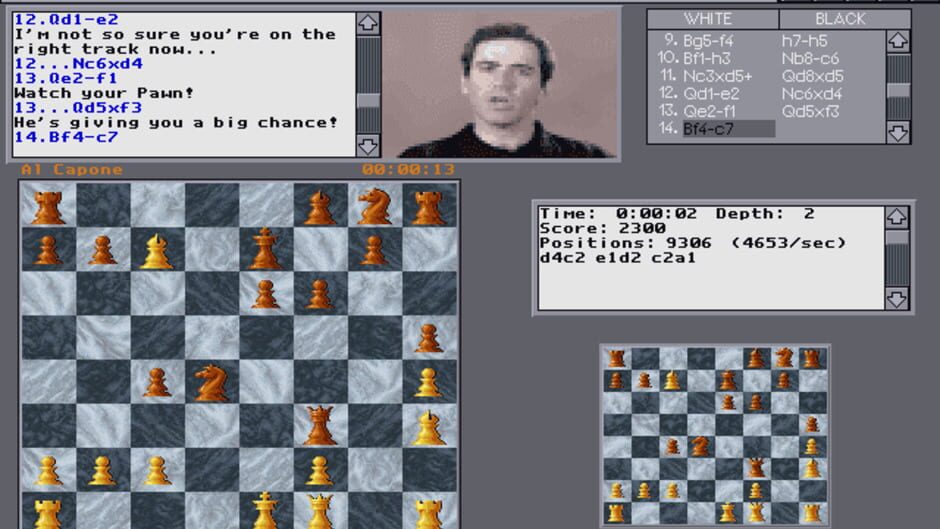 12.Qd1-e2
I'm not so sure you're on the
right track now...
12...Nc6xd4
13.Qe2-f1
Watch your Pawn!
13...Qd5xf3
He's giving you a big chance!
14.Bf4-c7
WHITE BLACK
9. Bg5-f4 h7-h5
10. Bf1-h3 Nb8-c6
11. Nc3xd5+ Qd8xd5
12. Qd1-e2 Nc6xd4
13. Qe2-f1 Qd5xf3
14. Bf4-c7
Al Capone 00:00:13
Time: 0:00:02 Depth: 2
Score: 2300
Positions: 9306 (4653/sec)
d4c2 e1d2 c2a1